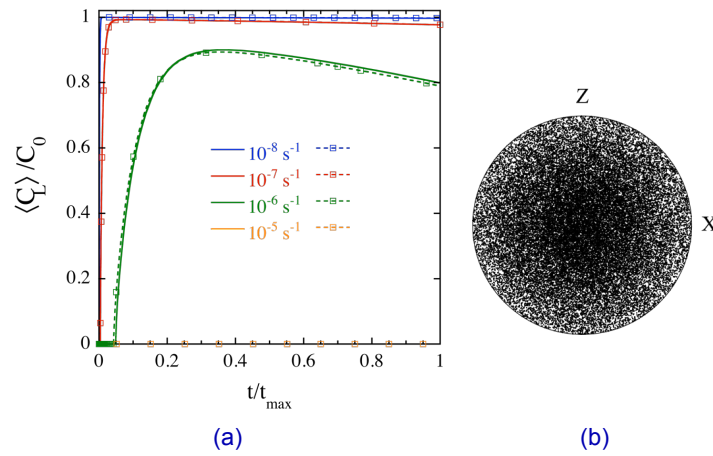 1
0.8
0.6
0.4
0.2
0
⟨C_L⟩/C_0
10^-8 s^-1
10^-7 s^-1
10^-6 s^-1
10^-5 s^-1
0 0.2 0.4 0.6 0.8 1
t/t_max
(a)
Z
X
(b)